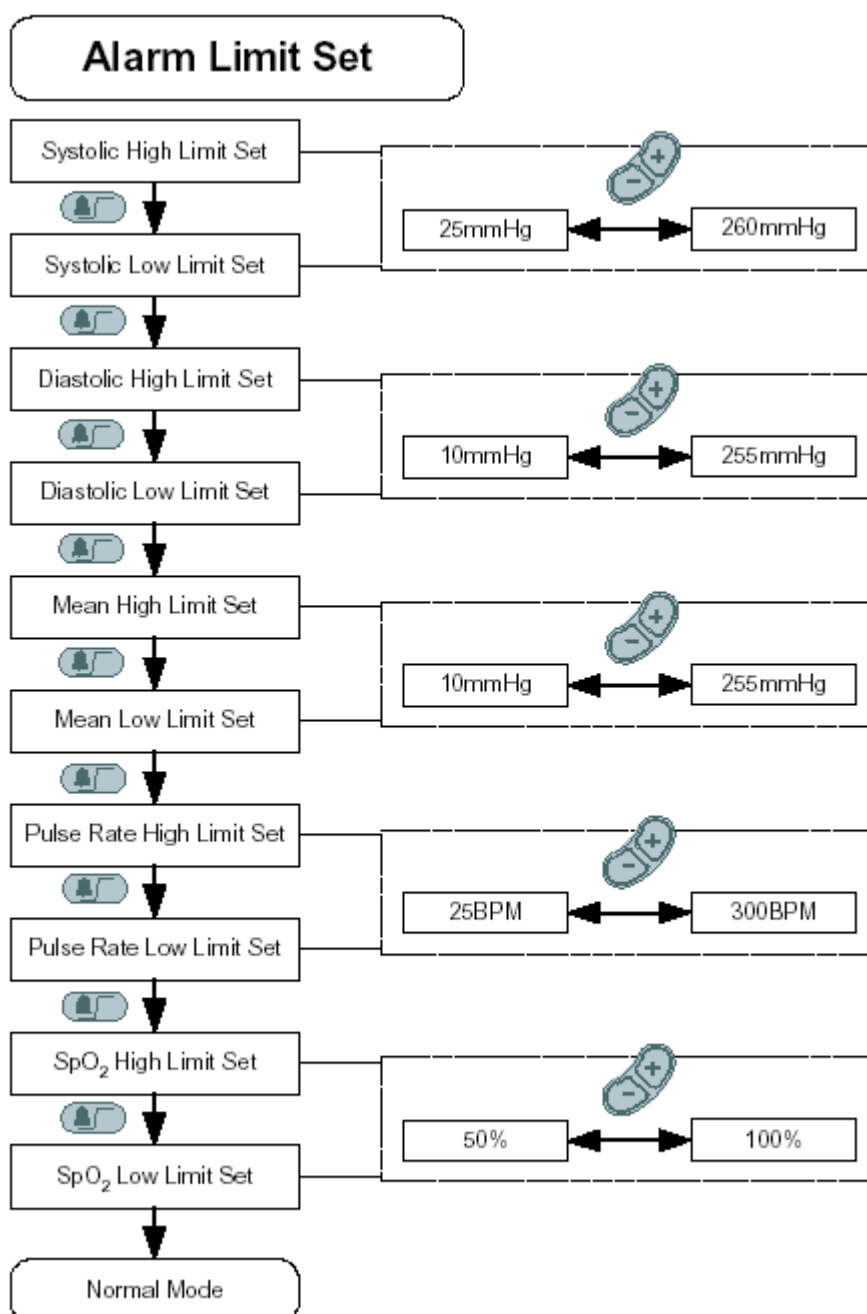 Alarm Limit Set
Systolic High Limit Set
25mmHg
260mmHg
Systolic Low Limit Set
Diastolic High Limit Set
10mmHg
255mmHg
Diastolic Low Limit Set
Mean High Limit Set
10mmHg
255mmHg
Mean Low Limit Set
Pulse Rate High Limit Set
25BPM
300BPM
Pulse Rate Low Limit Set
SpO₂ High Limit Set
50%
100%
SpO₂ Low Limit Set
Normal Mode